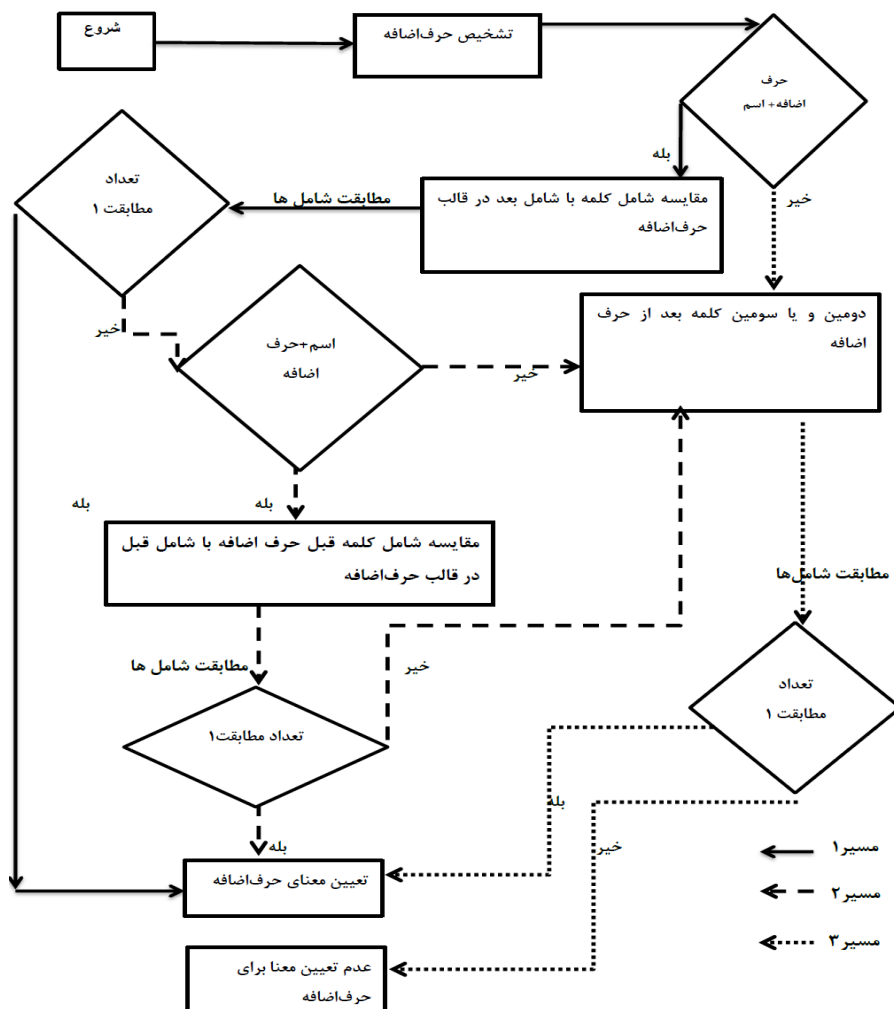 شروع
تشخیص حرف‌اضافه
حرف
اضافه+ اسم
بله
خیر
مقایسه شامل کلمه با شامل بعد در قالب
حرف‌اضافه
مطابقت شامل ها
تعداد
مطابقت ۱
خیر
بله
اسم+حرف
اضافه
خیر
بله
دومین و یا سومین کلمه بعد از حرف
اضافه
مقایسه شامل کلمه قبل حرف اضافه با شامل قبل
در قالب حرف‌اضافه
مطابقت شامل ها
خیر
تعداد مطابقت۱
بله
مطابقت شامل‌ها
تعداد
مطابقت ۱
بله
خیر
تعیین معنای حرف‌اضافه
عدم تعیین معنا برای
حرف‌اضافه
مسیر۱
مسیر۲
مسیر۳